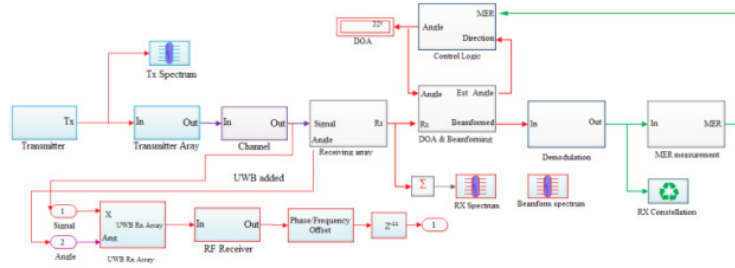 22°
DOA
MER
Angle
Direction
Control Logic
Tx Spectrum
Tx
Transmitter
In
Out
Transmitter Aray
In
Out
Channel
Signal
Rx
Angle
Receiving array
Angle
Est Angle
Rx
Beamformed
DOA & Beamforning
In
Out
Demodulation
In
MER
MER measurement
UWB added
Σ
RX Spectrum
Beamform spectrum
RX Constellation
1
Signal
2
Angle
X
UWB Rx Array
Ang
UWB Rx Array
In
Out
RF Receiver
Phase/Frequency
Offset
1